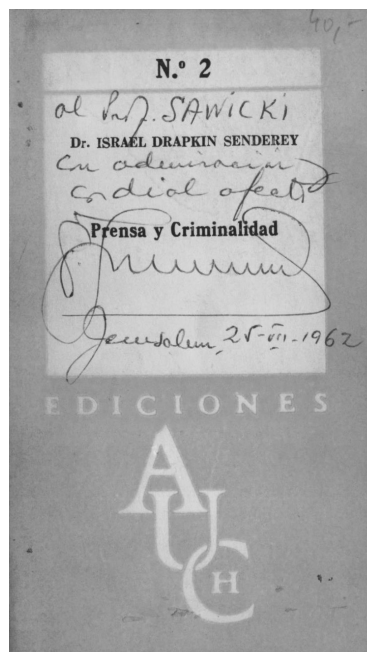 40,-
N.º 2
al Prof. SAWICKI
Dr. ISRAEL DRAPKIN SENDEREY
con admiración y
cordial afecto
Prensa y Criminalidad
Jerusalem, 25-VII-1962
EDICIONES
AUCH